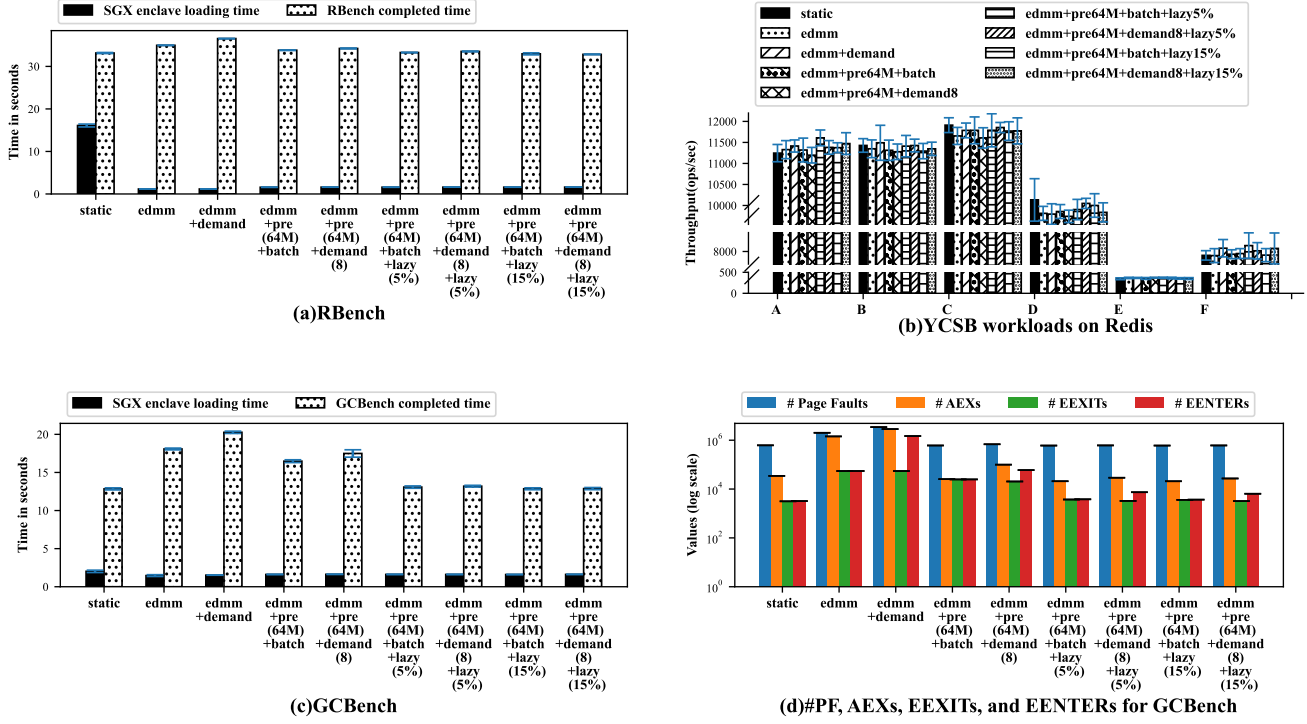 SGX enclave loading time RBench completed time
Time in seconds
30
20
10
0
static edmm edmm edmm edmm edmm edmm edmm edmm
+demand +pre +pre +pre +pre +pre +pre
(64M) (64M) (64M) (64M) (64M) (64M)
+batch +demand +batch +demand +batch +demand
(8) +lazy (8) +lazy (8)
(5%) +lazy (15%) +lazy
(5%) (15%)
(a)RBench
static edmm+pre64M+batch+lazy5%
edmm edmm+pre64M+demand8+lazy5%
edmm+demand edmm+pre64M+batch+lazy15%
edmm+pre64M+batch edmm+pre64M+demand8+lazy15%
edmm+pre64M+demand8
Throughput(ops/sec)
12000
11500
11000
10500
10000
8000
500
0
A B C D E F
(b)YCSB workloads on Redis
SGX enclave loading time GCBench completed time
Time in seconds
20
15
10
5
0
static edmm edmm edmm edmm edmm edmm edmm edmm
+demand +pre +pre +pre +pre +pre +pre
(64M) (64M) (64M) (64M) (64M) (64M)
+batch +demand +batch +demand +batch +demand
(8) +lazy (8) +lazy (8)
(5%) +lazy (15%) +lazy
(5%) (15%)
(c)GCBench
# Page Faults # AEXs # EEXITs # EENTERs
Values (log scale)
10⁶
10⁴
10²
10⁰
static edmm edmm edmm edmm edmm edmm edmm edmm
+demand +pre +pre +pre +pre +pre +pre
(64M) (64M) (64M) (64M) (64M) (64M)
+batch +demand +batch +demand +batch +demand
(8) +lazy (8) +lazy (8)
(5%) +lazy (15%) +lazy
(5%) (15%)
(d)#PF, AEXs, EEXITs, and EENTERs for GCBench